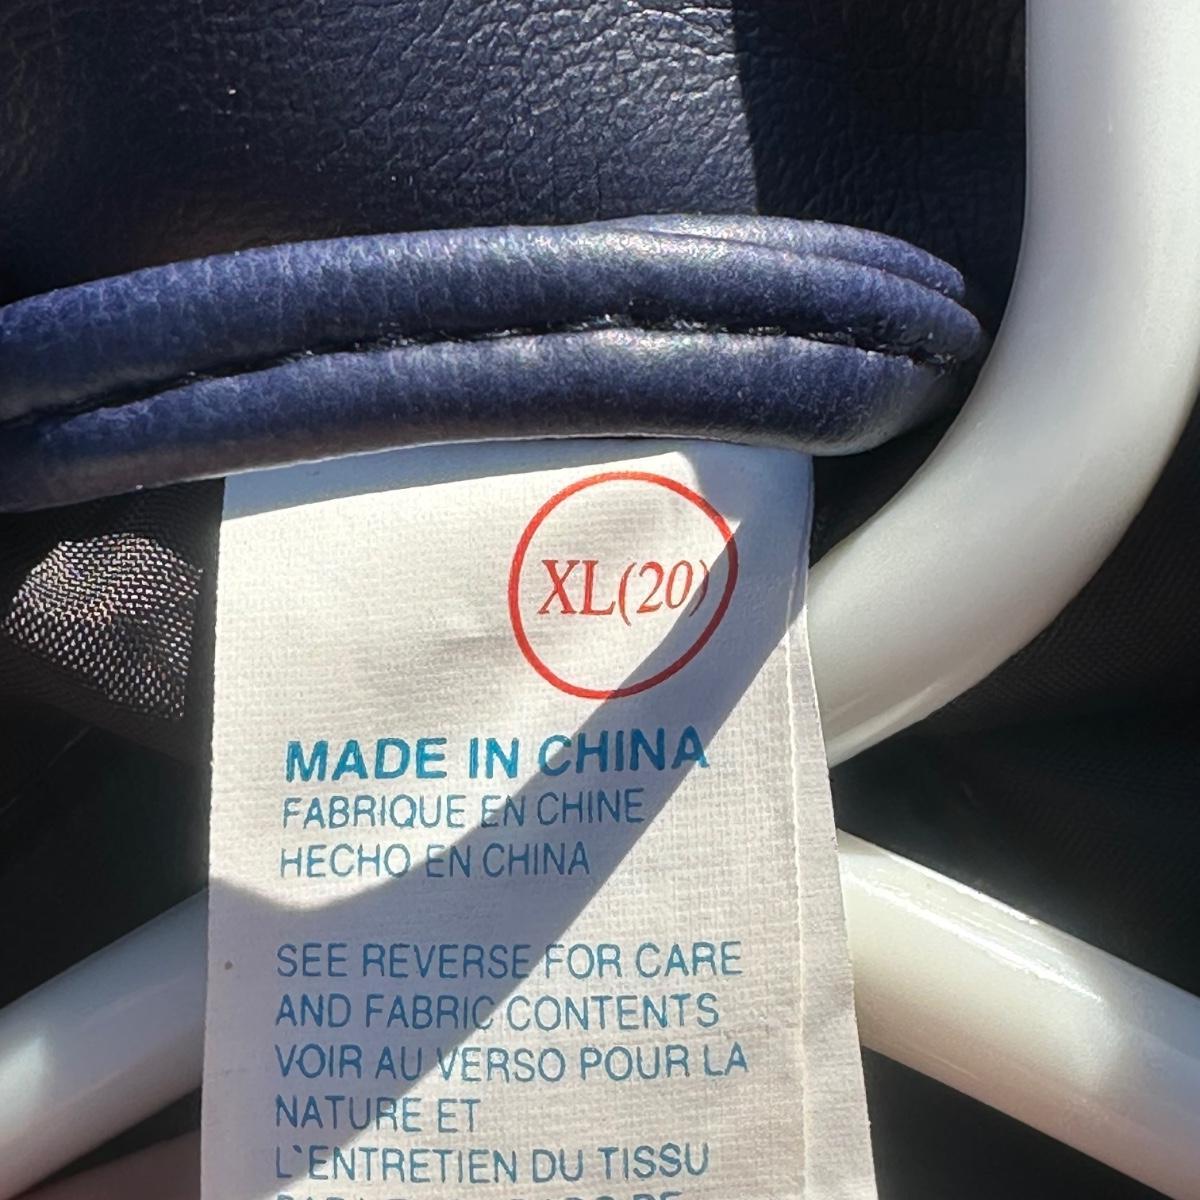 XL(20)
MADE IN CHINA
FABRIQUE EN CHINE
HECHO EN CHINA
SEE REVERSE FOR CARE
AND FABRIC CONTENTS
VOIR AU VERSO POUR LA
NATURE ET
L`ENTRETIEN DU TISSU